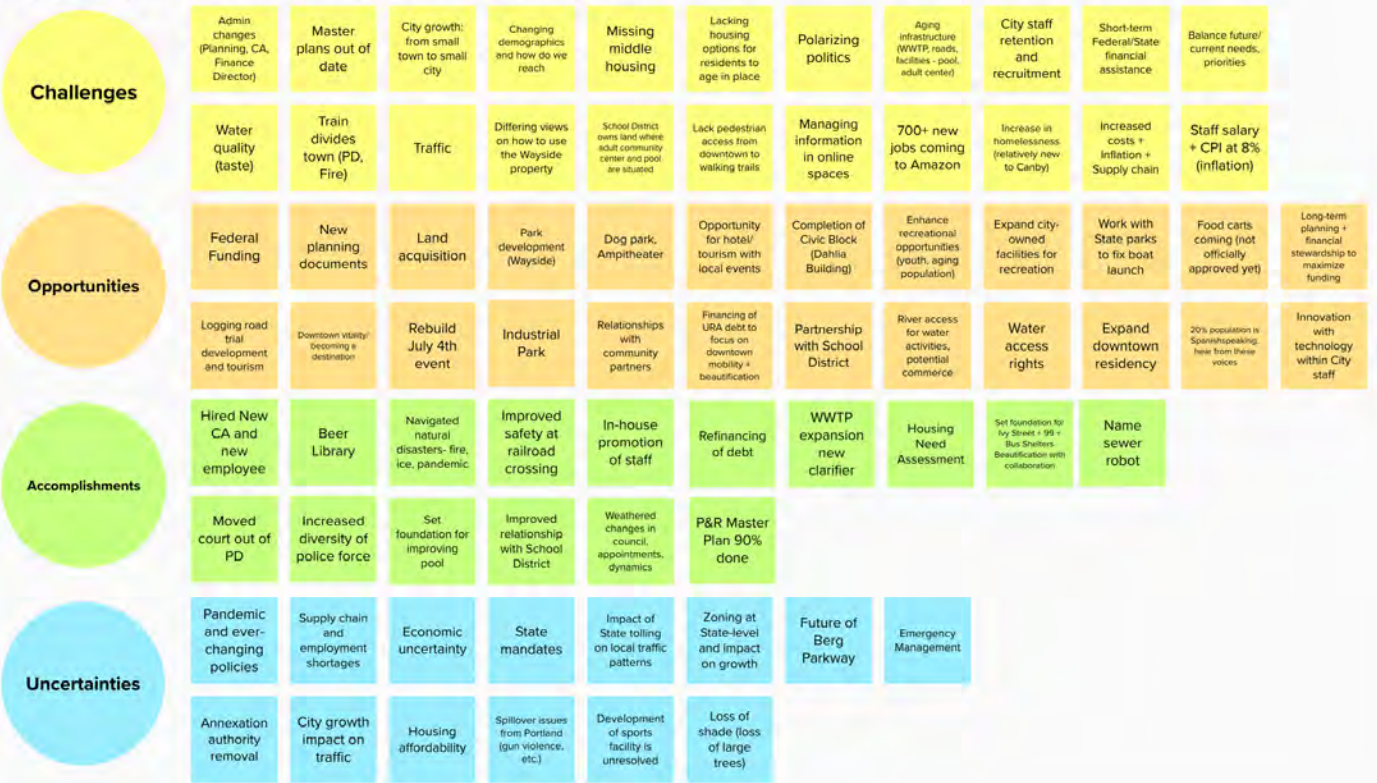 Challenges
Admin
changes
(Planning, CA,
Finance
Director)
Master
plans out of
date
City growth:
from small
town to small
city
Changing
demographics
and how do we
reach
Missing
middle
housing
Lacking
housing
options for
residents to
age in place
Polarizing
politics
Aging
infrastructure
(WWTP, roads,
facilities - pool,
adult center)
City staff
retention
and
recruitment
Short-term
Federal/State
financial
assistance
Balance future/
current needs,
priorities
Water
quality
(taste)
Train
divides
town (PD,
Fire)
Traffic
Differing views
on how to use
the Wayside
property
School District
owns land where
adult community
center and pool
are situated
Lack pedestrian
access from
downtown to
walking trails
Managing
information
in online
spaces
700+ new
jobs coming
to Amazon
Increase in
homelessness
(relatively new
to Canby)
Increased
costs +
Inflation +
Supply chain
Staff salary
+ CPI at 8%
(inflation)
Opportunities
Federal
Funding
New
planning
documents
Land
acquisition
Park
development
(Wayside)
Dog park,
Ampitheater
Opportunity
for hotel/
tourism with
local events
Completion of
Civic Block
(Dahlia
Building)
Enhance
recreational
opportunities
(youth, aging
population)
Expand city-
owned
facilities for
recreation
Work with
State parks
to fix boat
launch
Food carts
coming (not
officially
approved yet)
Long-term
planning +
financial
stewardship to
maximize
funding
Logging road
trial
development
and tourism
Downtown vitality/
becoming a
destination
Rebuild
July 4th
event
Industrial
Park
Relationships
with
community
partners
Financing of
URA debt to
focus on
downtown
mobility +
beautification
Partnership
with School
District
River access
for water
activities,
potential
commerce
Water
access
rights
Expand
downtown
residency
20% population is
Spanishspeaking,
hear from these
voices
Innovation
with
technology
within City
staff
Accomplishments
Hired New
CA and
new
employee
Beer
Library
Navigated
natural
disasters- fire,
ice, pandemic
Improved
safety at
railroad
crossing
In-house
promotion
of staff
Refinancing
of debt
WWTP
expansion
new
clarifier
Housing
Need
Assessment
Set foundation for
Ivy Street + 99 +
Bus Shelters
Beautification with
collaboration
Name
sewer
robot
Moved
court out of
PD
Increased
diversity of
police force
Set
foundation for
improving
pool
Improved
relationship
with School
District
Weathered
changes in
council,
appointments,
dynamics
P&R Master
Plan 90%
done
Uncertainties
Pandemic
and ever-
changing
policies
Supply chain
and
employment
shortages
Economic
uncertainty
State
mandates
Impact of
State tolling
on local traffic
patterns
Zoning at
State-level
and impact
on growth
Future of
Berg
Parkway
Emergency
Management
Annexation
authority
removal
City growth
impact on
traffic
Housing
affordability
Spillover issues
from Portland
(gun violence,
etc.)
Development
of sports
facility is
unresolved
Loss of
shade (loss
of large
trees)